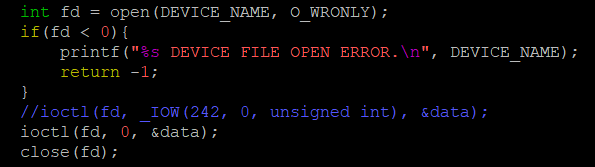 int fd = open(DEVICE_NAME, O_WRONLY);
if(fd < 0){
printf("%s DEVICE FILE OPEN ERROR.\n", DEVICE_NAME);
return -1;
}
//ioctl(fd, _IOW(242, 0, unsigned int), &data);
ioctl(fd, 0, &data);
close(fd);